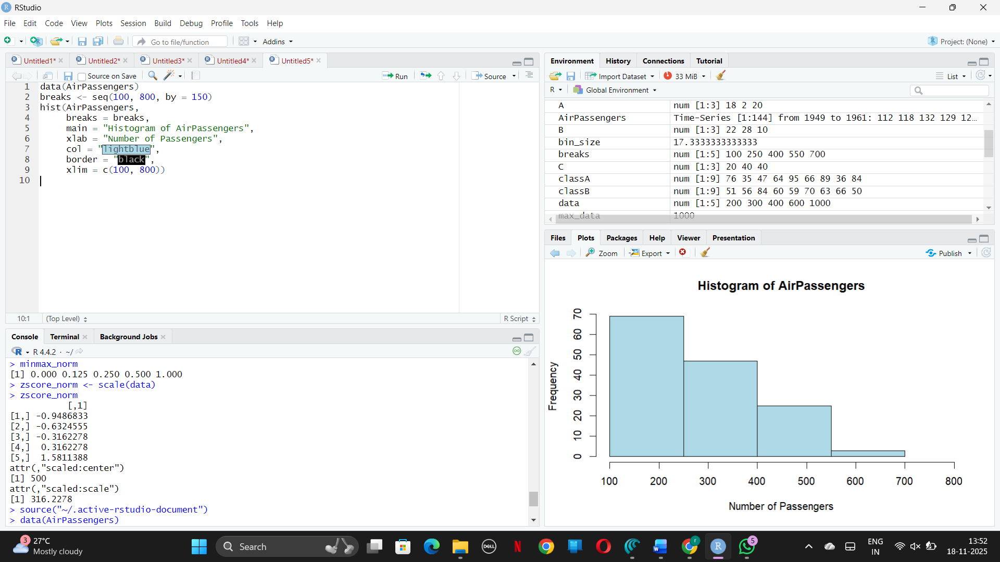 RStudio
File Edit Code View Plots Session Build Debug Profile Tools Help
Go to file/function Addins Project: (None)
Untitled1* Untitled2* Untitled3* Untitled4* Untitled5*
Source on Save Run Source
1 data(AirPassengers)
2 breaks <- seq(100, 800, by = 150)
3 hist(AirPassengers,
4 breaks = breaks,
5 main = "Histogram of AirPassengers",
6 xlab = "Number of Passengers",
7 col = "lightblue",
8 border = "black",
9 xlim = c(100, 800))
10
10:1 (Top Level) R Script
Console Terminal Background Jobs
R 4.4.2 · ~/
> minmax_norm
[1] 0.000 0.125 0.250 0.500 1.000
> zscore_norm <- scale(data)
> zscore_norm
[,1]
[1,] -0.9486833
[2,] -0.6324555
[3,] -0.3162278
[4,] 0.3162278
[5,] 1.5811388
attr(,"scaled:center")
[1] 500
attr(,"scaled:scale")
[1] 316.2278
> source("~/.active-rstudio-document")
> data(AirPassengers)
Environment History Connections Tutorial
Import Dataset 33 MiB List
R Global Environment
A num [1:3] 18 2 20
AirPassengers Time-Series [1:144] from 1949 to 1961: 112 118 132 129 12...
B num [1:3] 22 28 10
bin_size 17.3333333333333
breaks num [1:5] 100 250 400 550 700
C num [1:3] 20 40 40
classA num [1:9] 76 35 47 64 95 66 89 36 84
classB num [1:9] 51 56 84 60 59 70 63 66 50
data num [1:5] 200 300 400 600 1000
max_data 1000
Files Plots Packages Help Viewer Presentation
Zoom Export Publish
Histogram of AirPassengers
Frequency
70
60
50
40
30
20
10
0
100 200 300 400 500 600 700 800
Number of Passengers
3 27°C
Mostly cloudy
Search
DELL
N
W
r
R
5
ENG
IN
13:52
18-11-2025